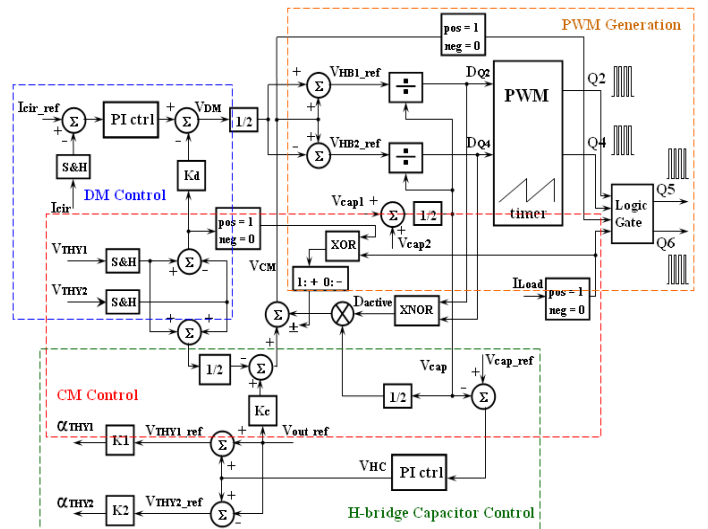 PWM Generation
pos = 1
neg = 0
VHB1_ref
÷
DQ2
PWM
Q2
Icir_ref
+
Σ
-
PI ctrl
+
Σ
-
VDM
1/2
+
Σ
+
Q4
S&H
Kd
VHB2_ref
÷
DQ4
+
-
Σ
Icir
DM Control
Vcap1
+
Σ
+
1/2
timer
Logic
Gate
Q5
Q6
pos = 1
neg = 0
Vcap2
XOR
VTHY1
S&H
+
Σ
-
VCM
1: + 0: -
ILoad
pos = 1
neg = 0
VTHY2
S&H
Dactive
XNOR
+
Σ
+
Σ
±
+
1/2
-
Σ
+
Vcap
Vcap_ref
+
-
Σ
1/2
CM Control
Kc
αTHY1
K1
VTHY1_ref
+
Σ
+
Vout_ref
VHC
PI ctrl
αTHY2
K2
VTHY2_ref
+
Σ
-
H-bridge Capacitor Control